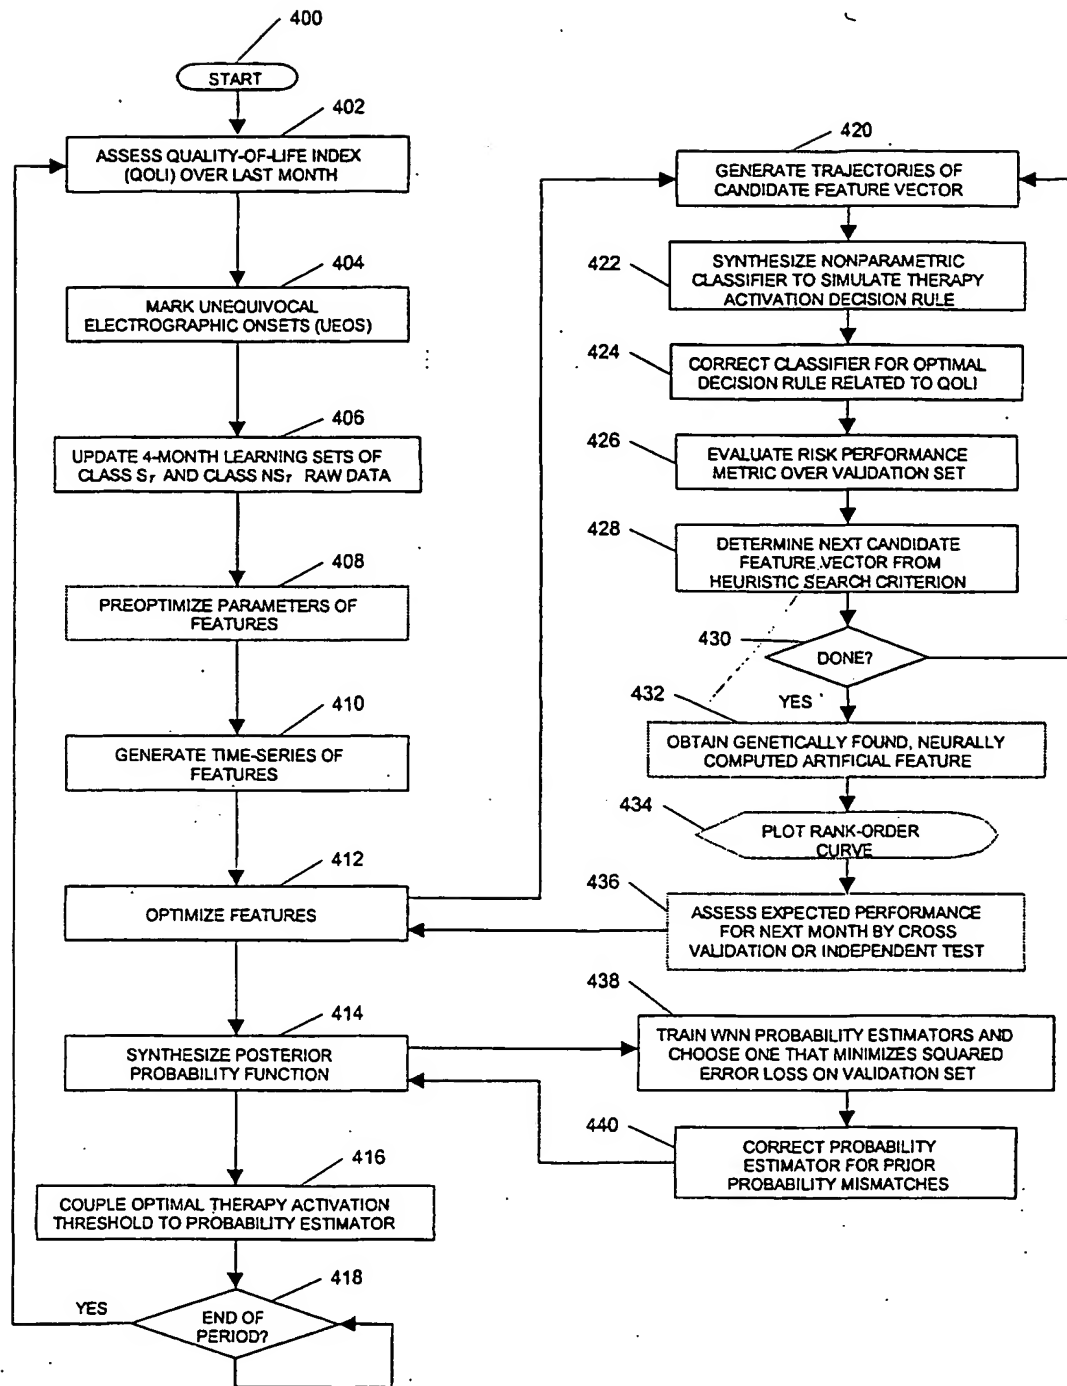 400
START
402
ASSESS QUALITY-OF-LIFE INDEX
(QOLI) OVER LAST MONTH
404
MARK UNEQUIVOCAL
ELECTROGRAPHIC ONSETS (UEOS)
406
UPDATE 4-MONTH LEARNING SETS OF
CLASS S_T AND CLASS NS_T RAW DATA
408
PREOPTIMIZE PARAMETERS OF
FEATURES
410
GENERATE TIME-SERIES OF
FEATURES
412
OPTIMIZE FEATURES
414
SYNTHESIZE POSTERIOR
PROBABILITY FUNCTION
416
COUPLE OPTIMAL THERAPY ACTIVATION
THRESHOLD TO PROBABILITY ESTIMATOR
418
YES
END OF
PERIOD?
420
GENERATE TRAJECTORIES OF
CANDIDATE FEATURE VECTOR
422
SYNTHESIZE NONPARAMETRIC
CLASSIFIER TO SIMULATE THERAPY
ACTIVATION DECISION RULE
424
CORRECT CLASSIFIER FOR OPTIMAL
DECISION RULE RELATED TO QOLI
426
EVALUATE RISK PERFORMANCE
METRIC OVER VALIDATION SET
428
DETERMINE NEXT CANDIDATE
FEATURE VECTOR FROM
HEURISTIC SEARCH CRITERION
430
DONE?
YES
432
OBTAIN GENETICALLY FOUND, NEURALLY
COMPUTED ARTIFICIAL FEATURE
434
PLOT RANK-ORDER
CURVE
436
ASSESS EXPECTED PERFORMANCE
FOR NEXT MONTH BY CROSS
VALIDATION OR INDEPENDENT TEST
438
TRAIN WNN PROBABILITY ESTIMATORS AND
CHOOSE ONE THAT MINIMIZES SQUARED
ERROR LOSS ON VALIDATION SET
440
CORRECT PROBABILITY
ESTIMATOR FOR PRIOR
PROBABILITY MISMATCHES